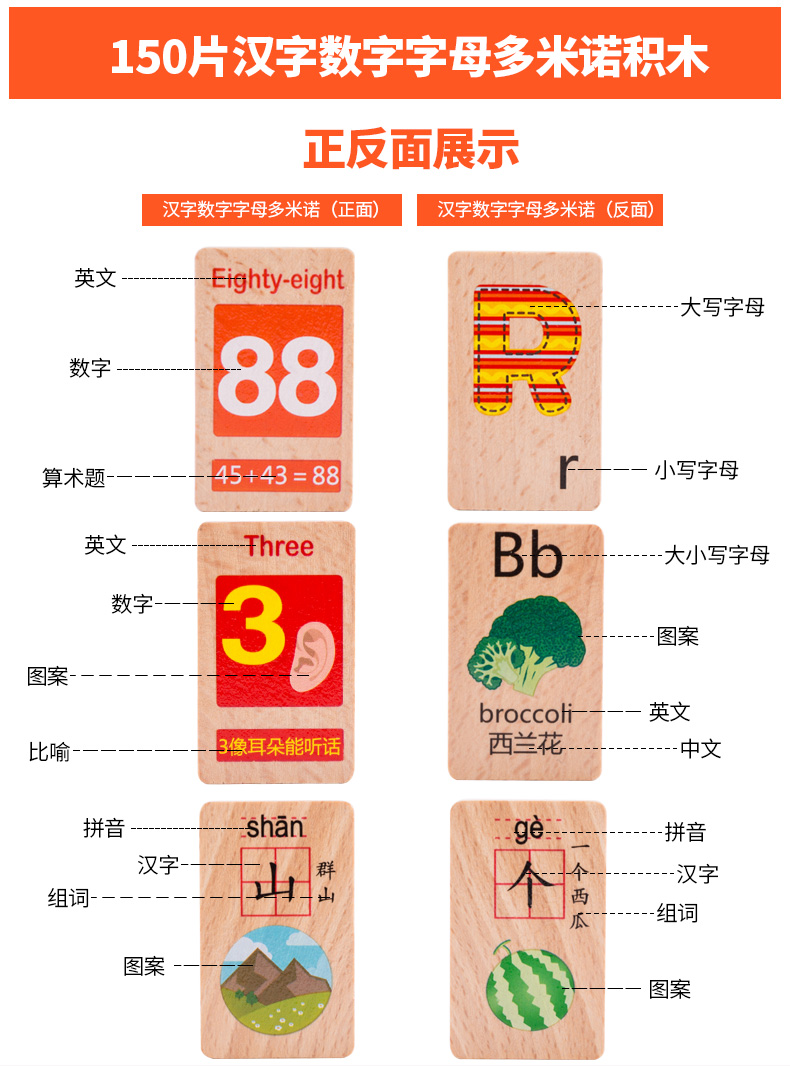 150片汉字数字字母多米诺积木
正反面展示
汉字数字字母多米诺（正面）
汉字数字字母多米诺（反面）
英文
Eighty-eight
数字
88
算术题
45+43=88
R
大写字母
r
小写字母
英文
Three
数字
3
图案
比喻
3像耳朵能听话
Bb
大小写字母
图案
broccoli
英文
西兰花
中文
拼音
shān
汉字
山
群山
组词
图案
gè
拼音
个
汉字
一个西瓜
组词
图案